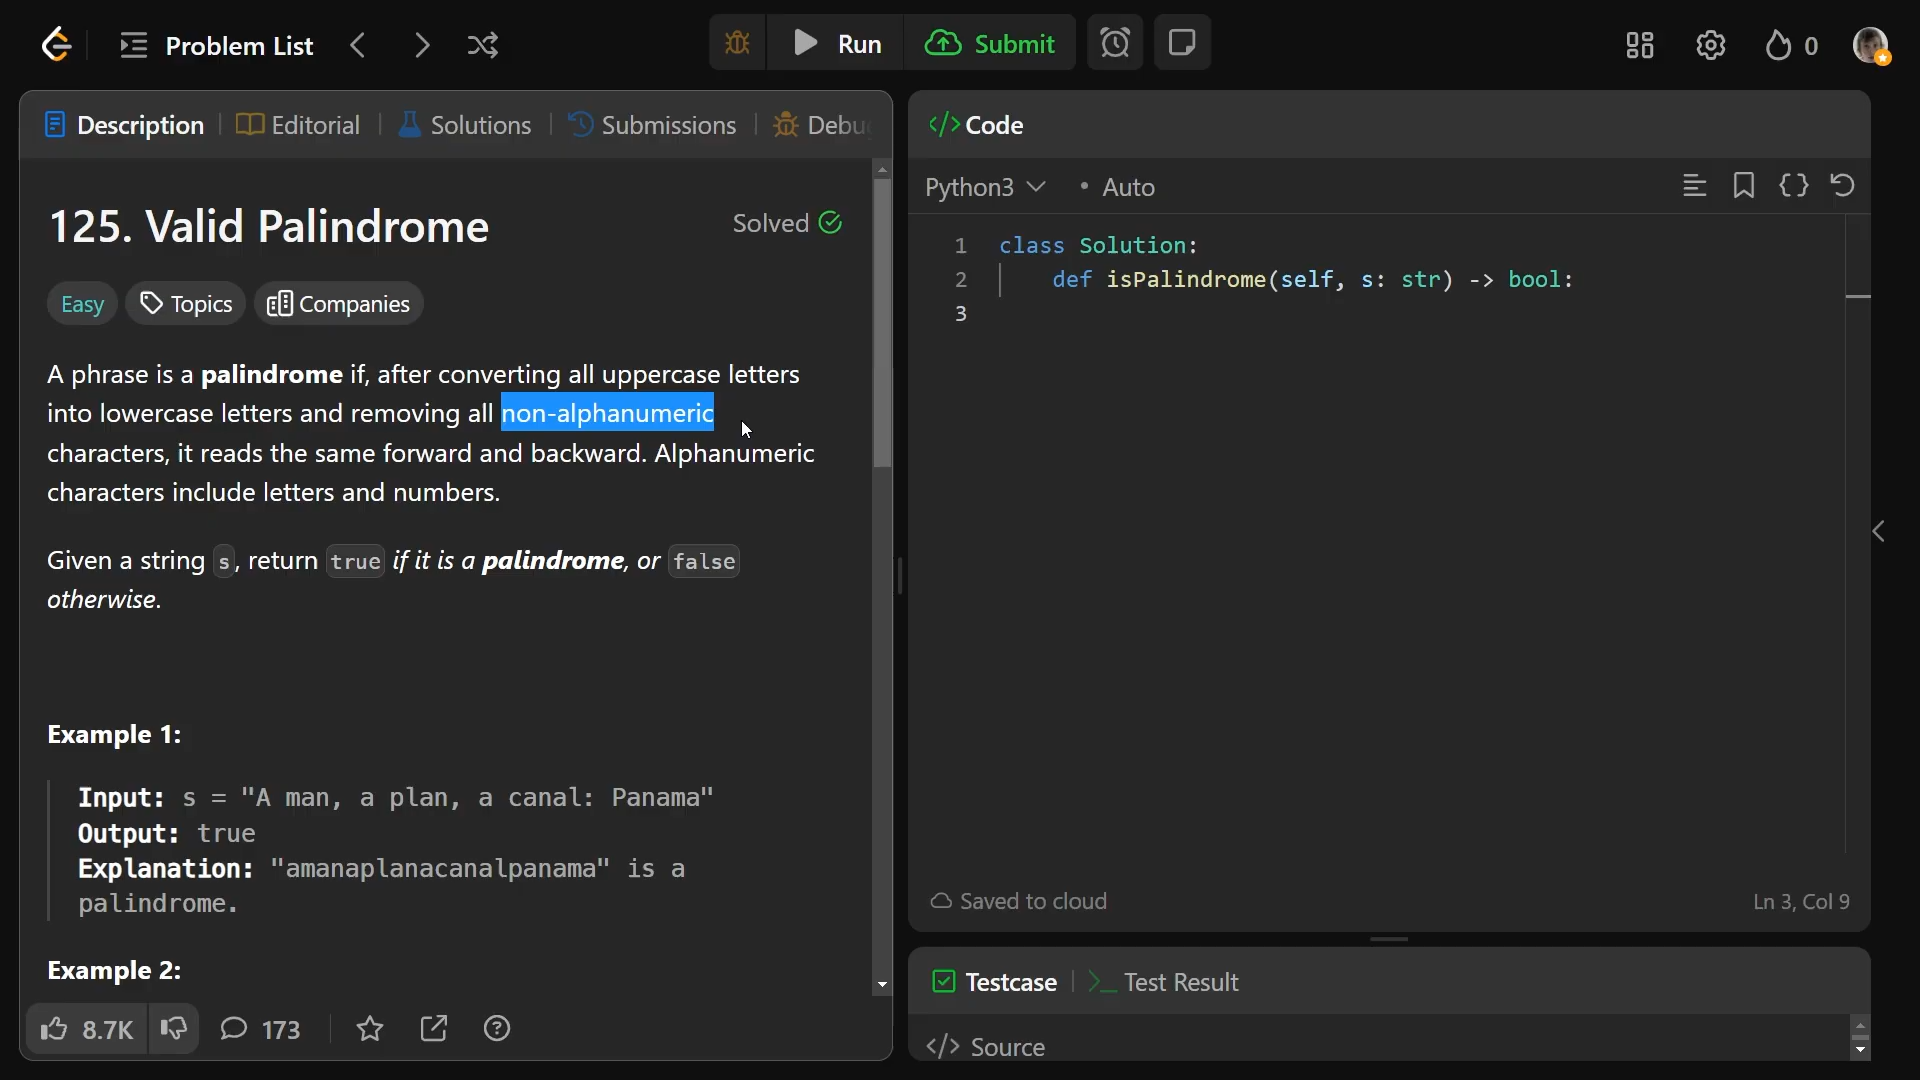 Problem List
Run
Submit
0
Description
Editorial
Solutions
Submissions
Debu
125. Valid Palindrome
Solved
Easy
Topics
Companies
A phrase is a palindrome if, after converting all uppercase letters
into lowercase letters and removing all non-alphanumeric
characters, it reads the same forward and backward. Alphanumeric
characters include letters and numbers.
Given a string s, return true if it is a palindrome, or false
otherwise.
Example 1:
Input: s = "A man, a plan, a canal: Panama"
Output: true
Explanation: "amanaplanacanalpanama" is a
palindrome.
Example 2:
8.7K
173
</> Code
Python3
• Auto
1 class Solution:
2 def isPalindrome(self, s: str) -> bool:
3
Saved to cloud
Ln 3, Col 9
Testcase
>_ Test Result
</> Source